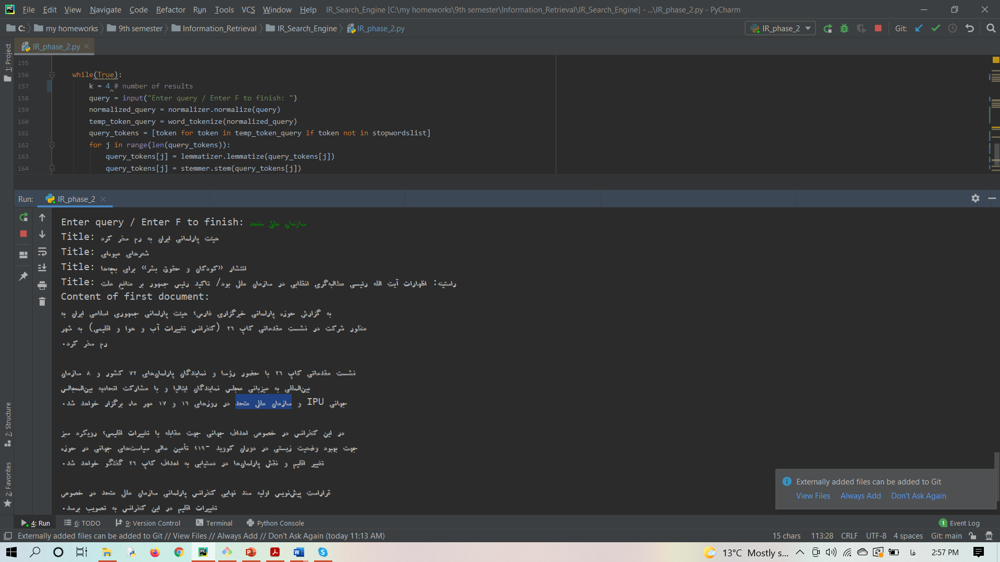 File Edit View Navigate Code Refactor Run Tools VCS Window Help IR_Search_Engine [C:\my homeworks\9th semester\Information_Retrieval\IR_Search_Engine] - ...\IR_phase_2.py - PyCharm
C: my homeworks 9th semester Information_Retrieval IR_Search_Engine IR_phase_2.py IR_phase_2 Git:
1: Project
IR_phase_2.py
155
156 while(True):
157 k = 4 # number of results
158 query = input("Enter query / Enter F to finish: ")
159 normalized_query = normalizer.normalize(query)
160 temp_token_query = word_tokenize(normalized_query)
161 query_tokens = [token for token in temp_token_query if token not in stopwordslist]
162 for j in range(len(query_tokens)):
163 query_tokens[j] = lemmatizer.lemmatize(query_tokens[j])
164 query_tokens[j] = stemmer.stem(query_tokens[j])
Run: IR_phase_2
Enter query / Enter F to finish: سازمان ملل متحد
Title: هیئت پارلمانی ایران به رم سفر کرد
Title: شعرهای میوه‌ای
Title: انتشار «کودکان و حقوق بشر» برای بچه‌ها
Title: راستینه: اظهارات آیت الله رئیسی مطالبه‌گری انقلابی در سازمان ملل بود/ تاکید رئیس جمهور بر منافع ملت
Content of first document:
به گزارش حوزه پارلمانی خبرگزاری فارس؛ هیئت پارلمانی جمهوری اسلامی ایران به
منظور شرکت در نشست مقدماتی کاپ ۲۶ (کنفرانس تغییرات آب و هوا و اقلیمی) به شهر
رم سفر کرد.
نشست مقدماتی کاپ ۲۶ با حضور رؤسا و نمایندگان پارلمان‌های ۷۲ کشور و ۸ سازمان
بین‌المللی به میزبانی مجلس نمایندگان ایتالیا و با مشارکت اتحادیه بین‌المجالس
جهانی IPU و سازمان ملل متحد در روزهای ۱۶ و ۱۷ مهر ماه برگزار خواهد شد.
در این کنفرانس در خصوص اهداف جهانی جهت مقابله با تغییرات اقلیمی؛ رویکرد سبز
جهت بهبود وضعیت زیستی در دوران کووید -۱۹؛ تأمین مالی سیاست‌های جهانی در حوزه
تغییر اقلیم و نقش پارلمان‌ها در دستیابی به اهداف کاپ ۲۶ گفتگو خواهد شد.
قراراست پیش‌نویس اولیه سند نهایی کنفرانس پارلمانی سازمان ملل متحد در خصوص
تغییرات اقلیم در این کنفرانس به تصویب برسد.
7: Structure
2: Favorites
Externally added files can be added to Git
View Files Always Add Don't Ask Again
4: Run 6: TODO 9: Version Control Terminal Python Console 1 Event Log
Externally added files can be added to Git // View Files // Always Add // Don't Ask Again (today 11:13 AM) 15 chars 113:28 CRLF UTF-8 4 spaces Git: main
13°C Mostly s... فا 2:57 PM